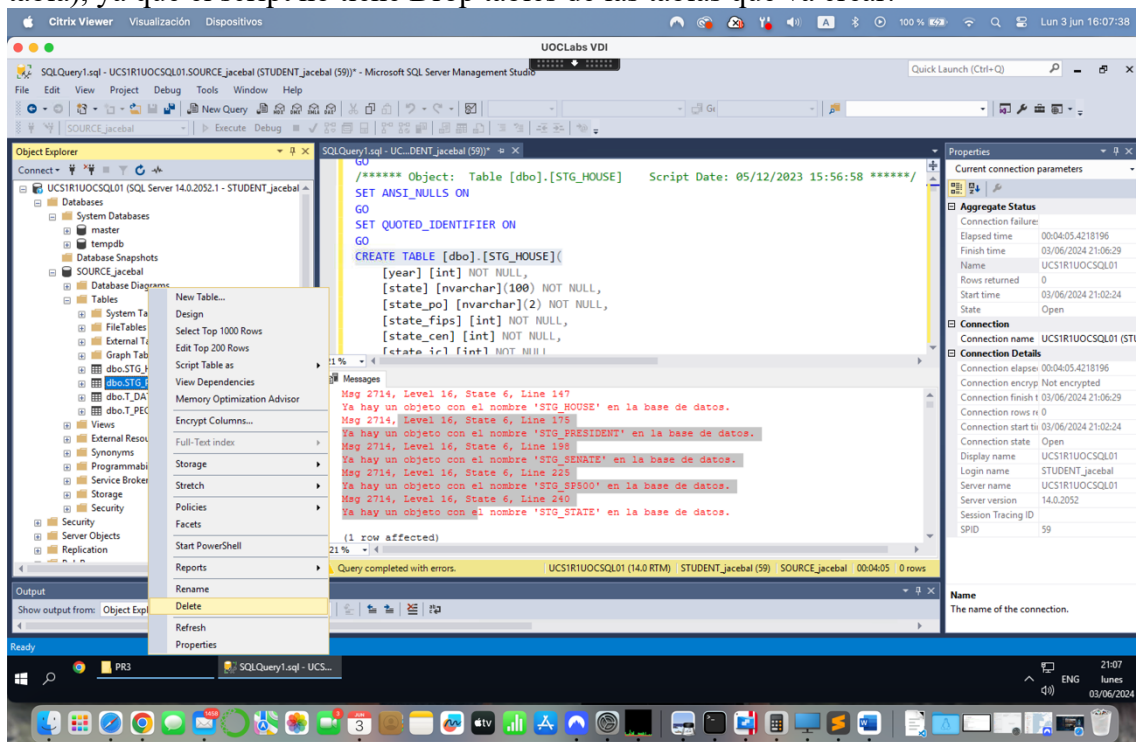 tabla), ya que el script no tiene Drop tables de las tablas que va crear.
Citrix Viewer Visualización Dispositivos
100 % Lun 3 jun 16:07:38
UOCLabs VDI
SQLQuery1.sql - UCS1R1UOCSQL01.SOURCE_jacebal (STUDENT_jacebal (59))* - Microsoft SQL Server Management Studio
Quick Launch (Ctrl+Q)
File Edit View Project Debug Tools Window Help
New Query
SOURCE_jacebal Execute Debug
Object Explorer
Connect
UCS1R1UOCSQL01 (SQL Server 14.0.2052.1 - STUDENT_jacebal
Databases
System Databases
master
tempdb
Database Snapshots
SOURCE_jacebal
Database Diagrams
Tables
System Ta
FileTables
External Ta
Graph Tab
dbo.STG_H
dbo.STG_P
dbo.T_DA
dbo.T_PEC
Views
External Resou
Synonyms
Programmabi
Service Broker
Storage
Security
Security
Server Objects
Replication
New Table...
Design
Select Top 1000 Rows
Edit Top 200 Rows
Script Table as
View Dependencies
Memory Optimization Advisor
Encrypt Columns...
Full-Text index
Storage
Stretch
Policies
Facets
Start PowerShell
Reports
Rename
Delete
Refresh
Properties
SQLQuery1.sql - UC...DENT_jacebal (59))*
GO
/****** Object: Table [dbo].[STG_HOUSE] Script Date: 05/12/2023 15:56:58 ******/
SET ANSI_NULLS ON
GO
SET QUOTED_IDENTIFIER ON
GO
CREATE TABLE [dbo].[STG_HOUSE](
[year] [int] NOT NULL,
[state] [nvarchar](100) NOT NULL,
[state_po] [nvarchar](2) NOT NULL,
[state_fips] [int] NOT NULL,
[state_cen] [int] NOT NULL,
[state_ic] [int] NOT NULL
21 %
Messages
Msg 2714, Level 16, State 6, Line 147
Ya hay un objeto con el nombre 'STG_HOUSE' en la base de datos.
Msg 2714, Level 16, State 6, Line 175
Ya hay un objeto con el nombre 'STG_PRESIDENT' en la base de datos.
Msg 2714, Level 16, State 6, Line 198
Ya hay un objeto con el nombre 'STG_SENATE' en la base de datos.
Msg 2714, Level 16, State 6, Line 225
Ya hay un objeto con el nombre 'STG_SP500' en la base de datos.
Msg 2714, Level 16, State 6, Line 240
Ya hay un objeto con el nombre 'STG_STATE' en la base de datos.
(1 row affected)
21 %
Query completed with errors. UCS1R1UOCSQL01 (14.0 RTM) STUDENT_jacebal (59) SOURCE_jacebal 00:04:05 0 rows
Properties
Current connection parameters
Aggregate Status
Connection failure
Elapsed time 00:04:05.4218196
Finish time 03/06/2024 21:06:29
Name UCS1R1UOCSQL01
Rows returned 0
Start time 03/06/2024 21:02:24
State Open
Connection
Connection name UCS1R1UOCSQL01 (STU
Connection Details
Connection elapse 00:04:05.4218196
Connection encryp Not encrypted
Connection finish t 03/06/2024 21:06:29
Connection rows re 0
Connection start ti 03/06/2024 21:02:24
Connection state Open
Display name UCS1R1UOCSQL01
Login name STUDENT_jacebal
Server name UCS1R1UOCSQL01
Server version 14.0.2052
Session Tracing ID
SPID 59
Name
The name of the connection.
Output
Show output from: Object Expl
Ready
PR3
SQLQuery1.sql - UCS...
ENG
21:07
lunes
03/06/2024